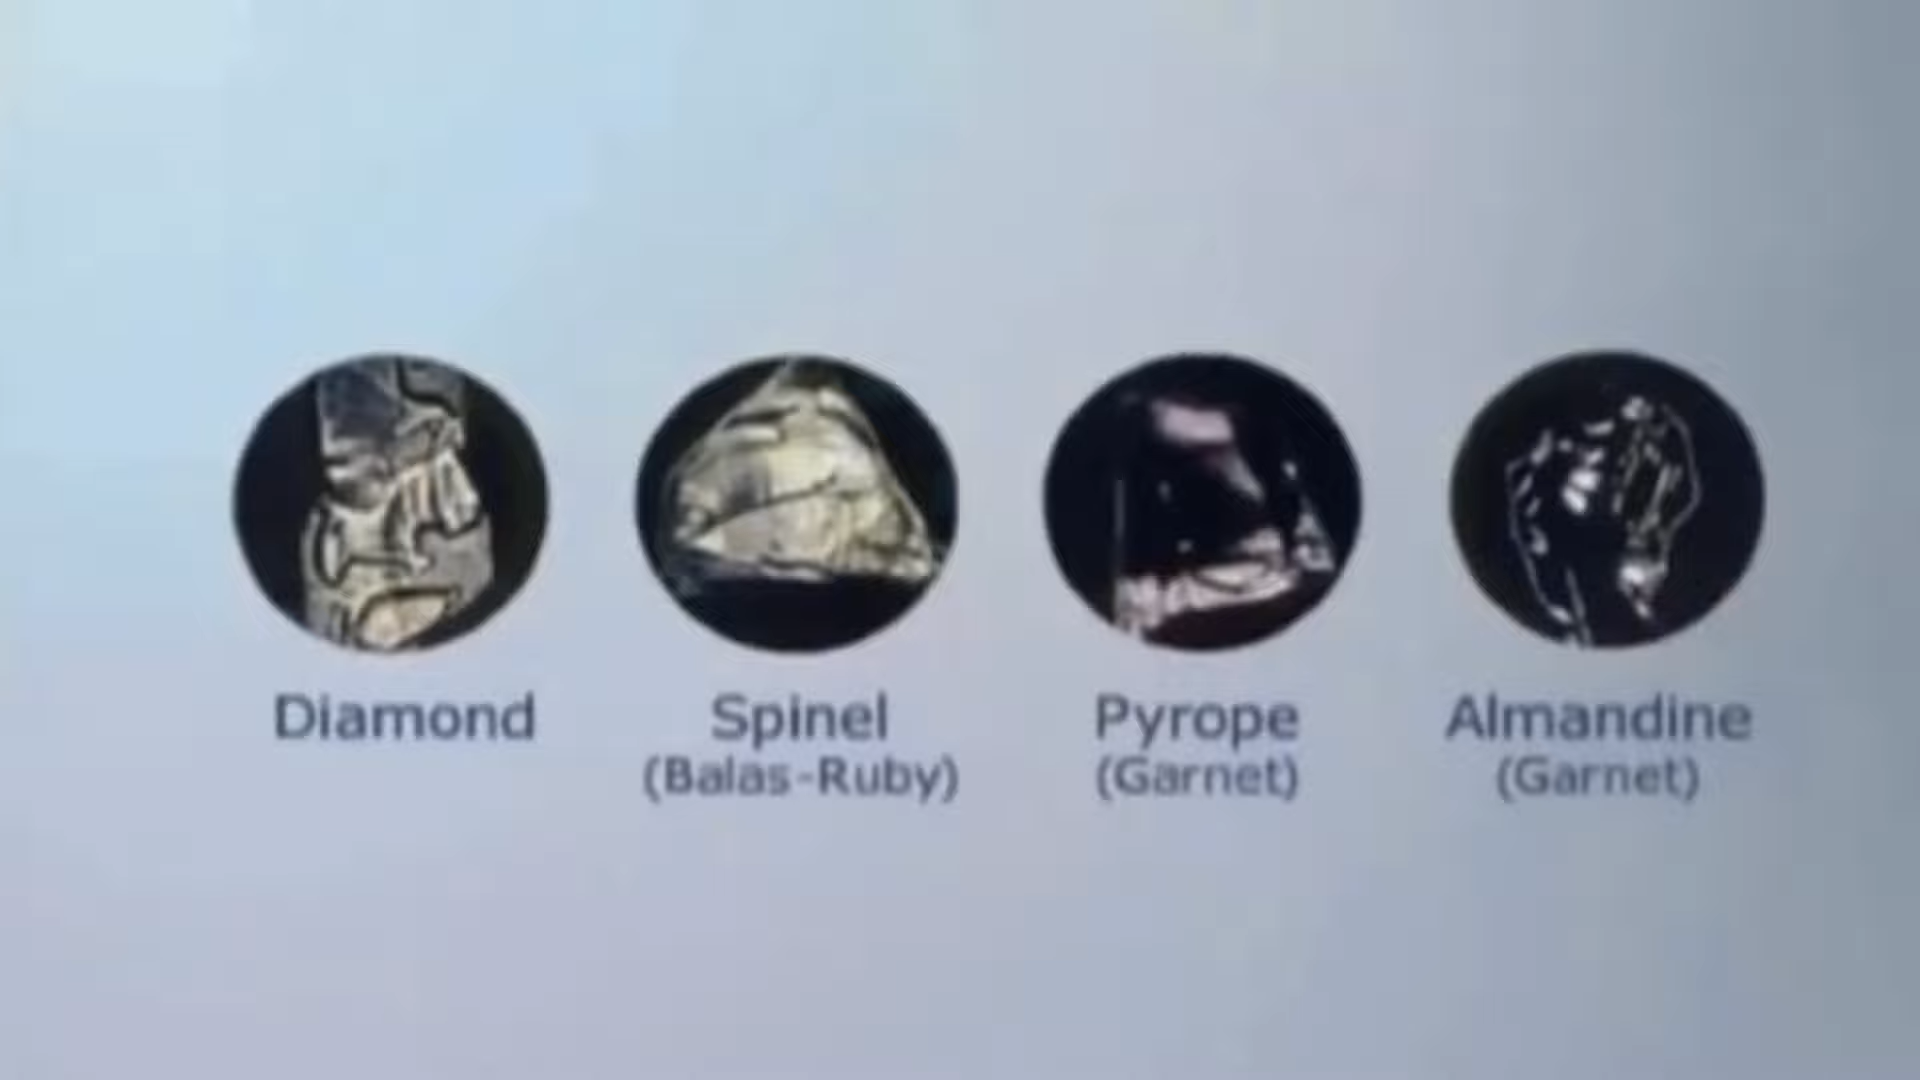 Diamond
Spinel
(Balas-Ruby)
Pyrope
(Garnet)
Almandine
(Garnet)